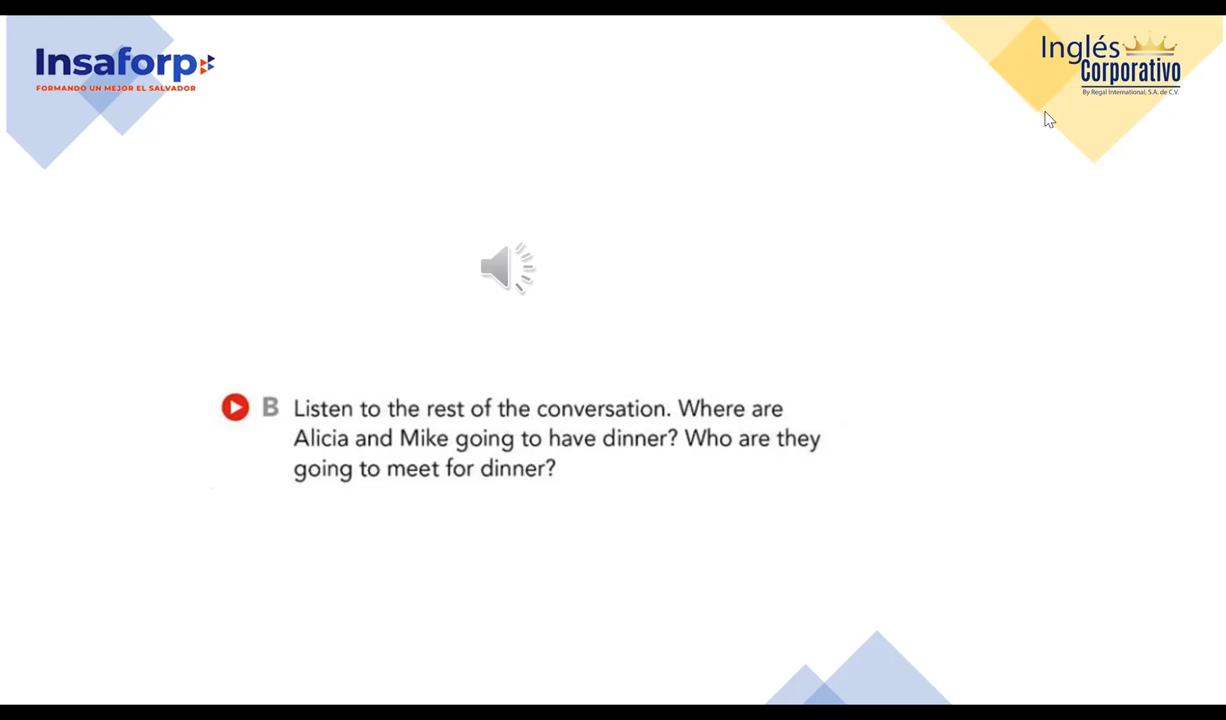 Insaforp
FORMANDO UN MEJOR EL SALVADOR
Inglés
Corporativo
By Regal International, S.A. de C.V.
B Listen to the rest of the conversation. Where are
Alicia and Mike going to have dinner? Who are they
going to meet for dinner?